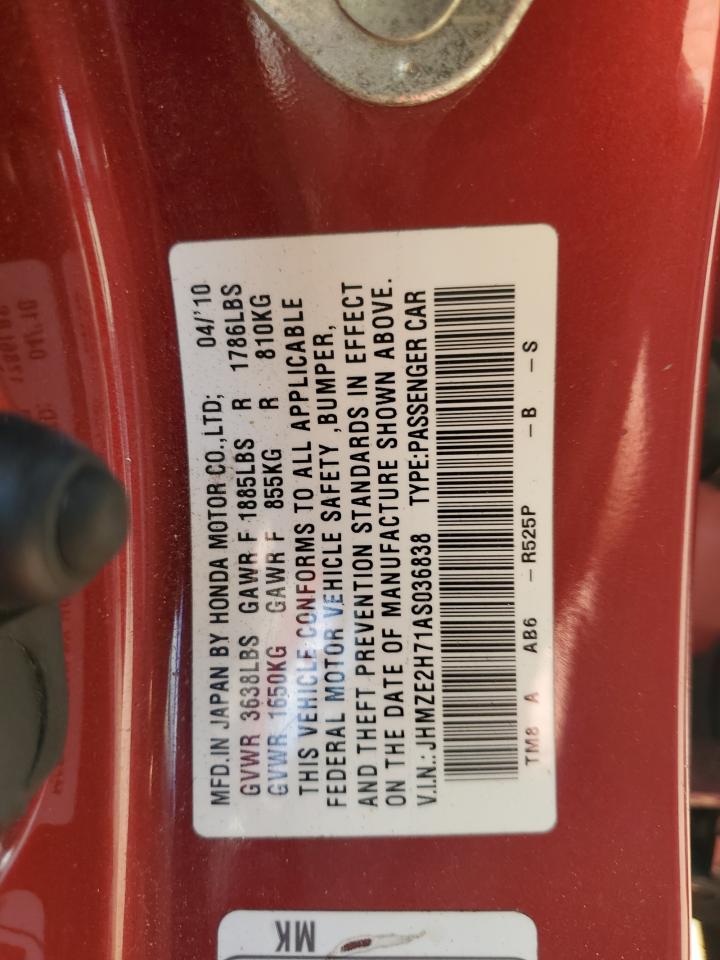 MFD.IN JAPAN BY HONDA MOTOR CO.,LTD; 04/'10
GVWR 3638LBS GAWR F 1885LBS R 1786LBS
GVWR 1650KG GAWR F 855KG R 810KG
THIS VEHICLE CONFORMS TO ALL APPLICABLE
FEDERAL MOTOR VEHICLE SAFETY ,BUMPER,
AND THEFT PREVENTION STANDARDS IN EFFECT
ON THE DATE OF MANUFACTURE SHOWN ABOVE.
V.I.N.: JHMZE2H71AS036838 TYPE:PASSENGER CAR
TM8 A AB6 – R525P – B – S
MK